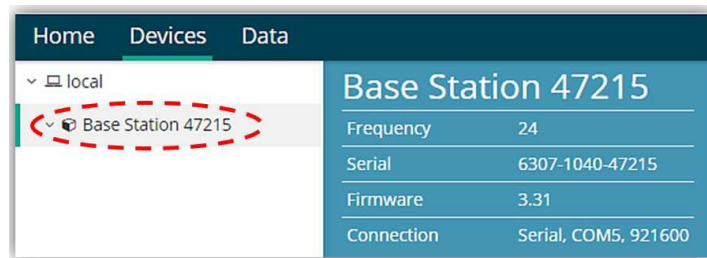 Home Devices Data
local
Base Station 47215
Base Station 47215
Frequency 24
Serial 6307-1040-47215
Firmware 3.31
Connection Serial, COM5, 921600